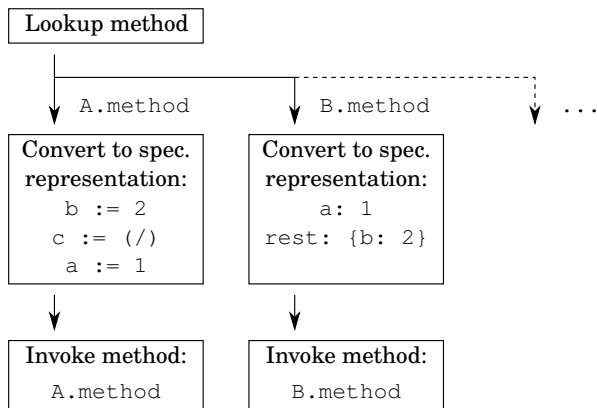 Lookup method
A.method
B.method
...
Convert to spec.
representation:
b := 2
c := (/)
a := 1
Convert to spec.
representation:
a: 1
rest: {b: 2}
Invoke method:
A.method
Invoke method:
B.method